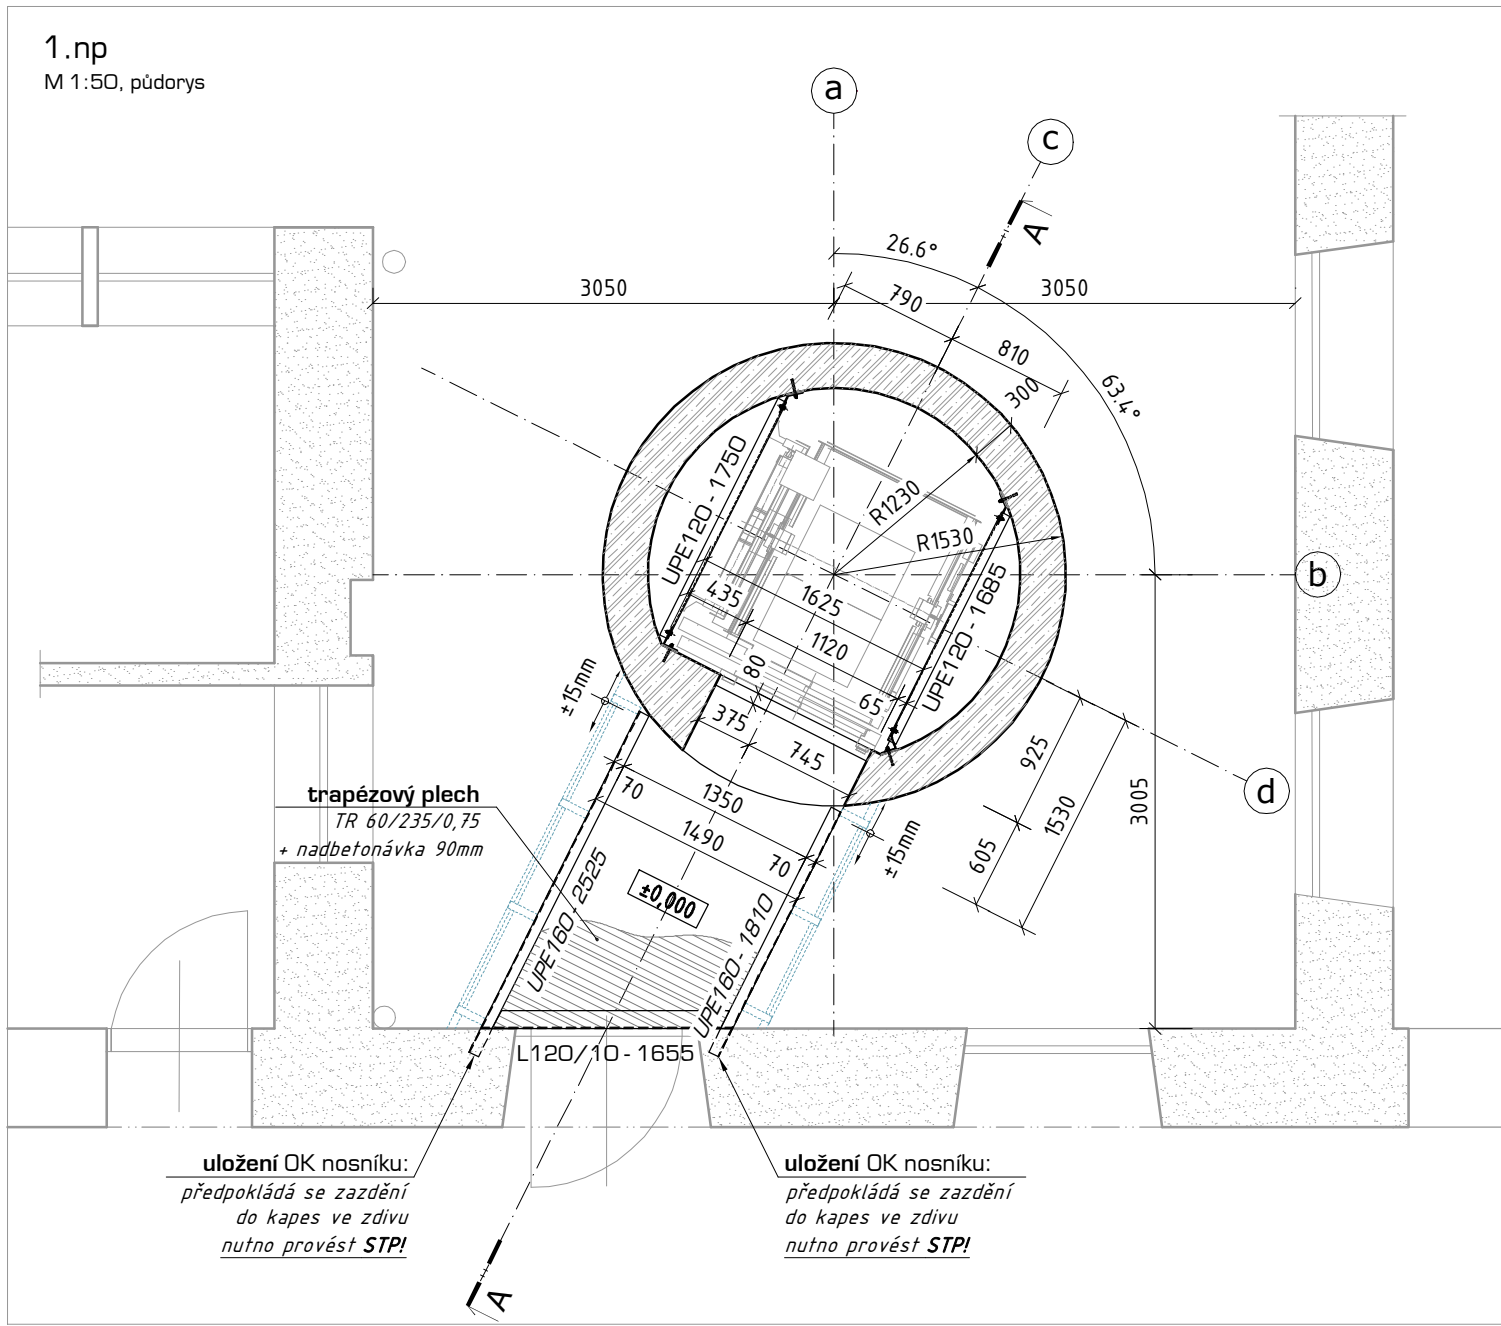 1.np
M 1:50, půdorys
a
c
A
26.6°
3050
3050
790
810
300
63.4°
UPE120 - 1750
R1230
R1530
b
435
1625
1120
UPE120 - 1685
80
65
±15mm
375
745
d
925
1530
3005
605
trapézový plech
TR 60/235/0,75
+ nadbetonávka 90mm
70
1350
1490
70
±15mm
±0,000
UPE160 - 2525
UPE160 - 1810
L120/10 - 1655
uložení OK nosníku:
předpokládá se zazdění
do kapes ve zdivu
nutno provést STP!
uložení OK nosníku:
předpokládá se zazdění
do kapes ve zdivu
nutno provést STP!
A